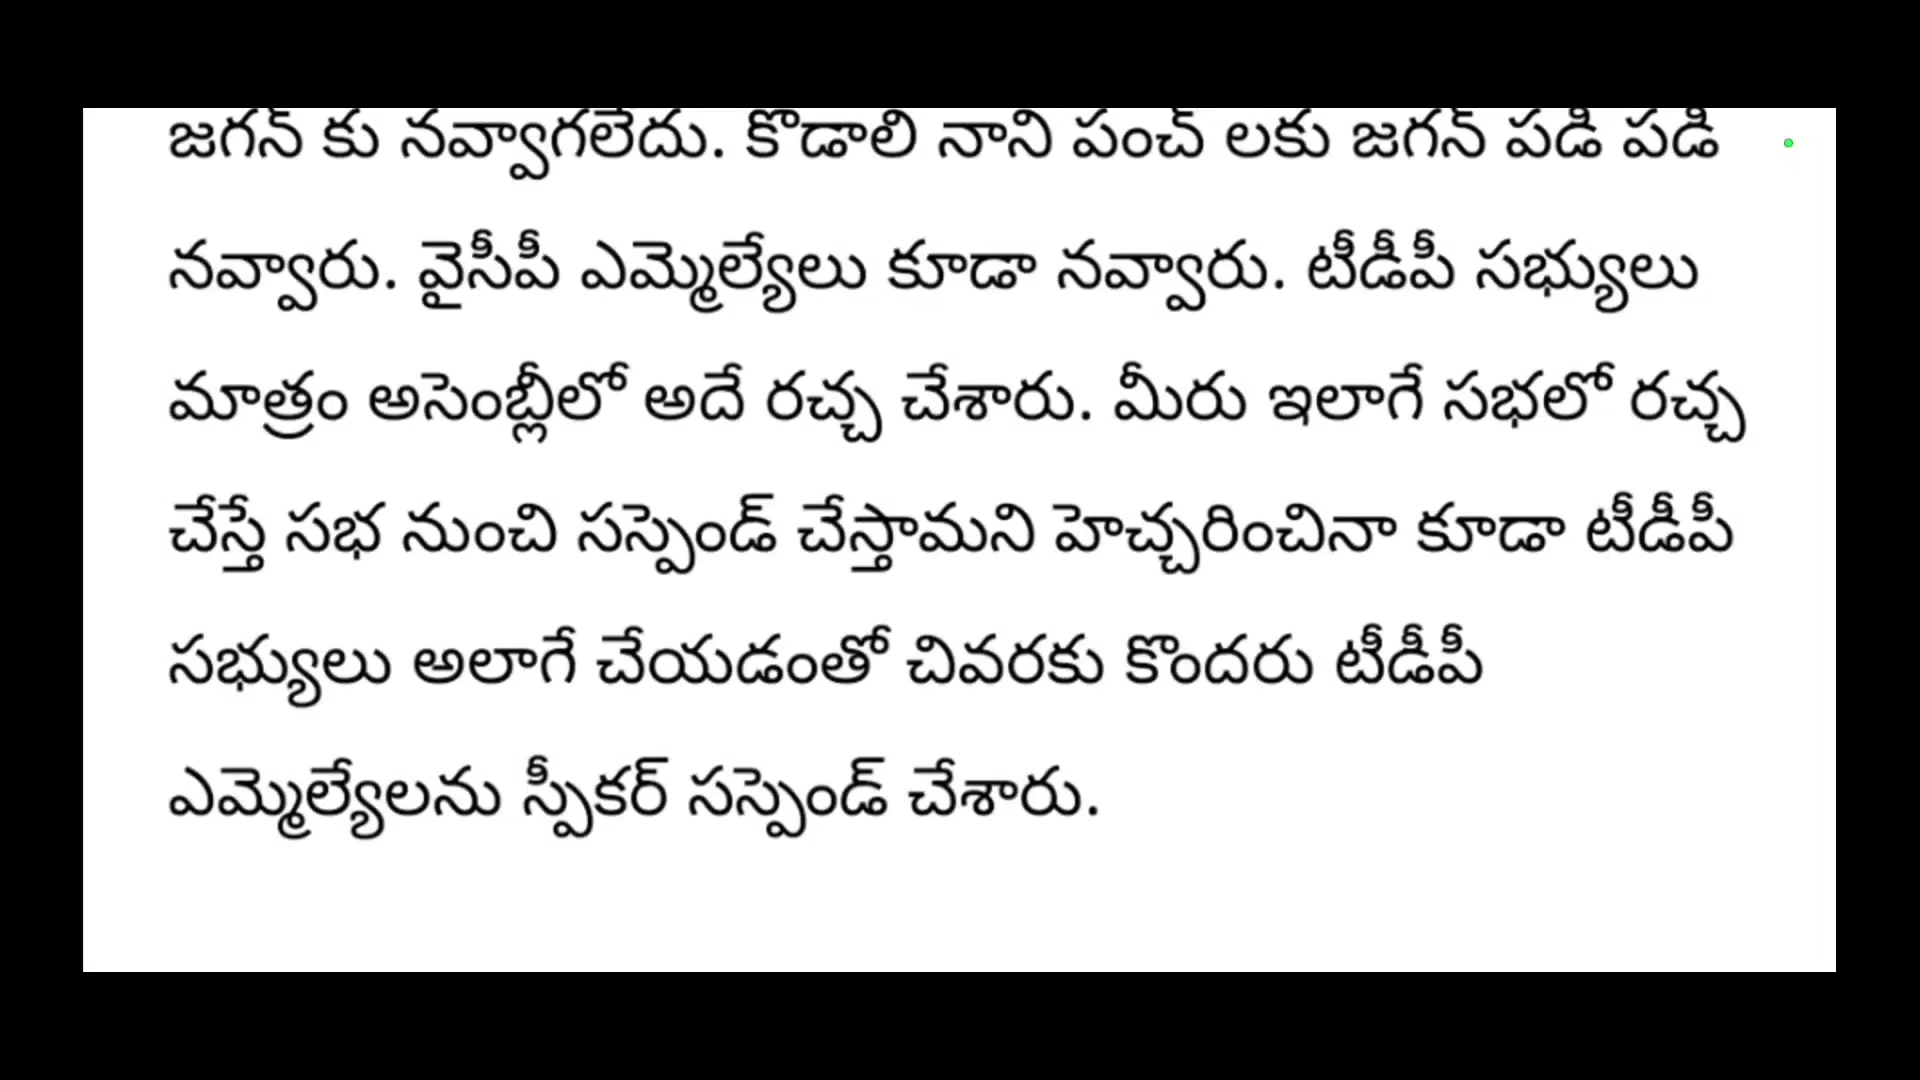 జగన్ కు నవ్వాగలేదు. కొడాలి నాని పంచ్ లకు జగన్ పడి పడి
నవ్వారు. వైసీపీ ఎమ్మెల్యేలు కూడా నవ్వారు. టీడీపీ సభ్యులు
మాత్రం అసెంబ్లీలో అదే రచ్చ చేశారు. మీరు ఇలాగే సభలో రచ్చ
చేస్తే సభ నుంచి సస్పెండ్ చేస్తామని హెచ్చరించినా కూడా టీడీపీ
సభ్యులు అలాగే చేయడంతో చివరకు కొందరు టీడీపీ
ఎమ్మెల్యేలను స్పీకర్ సస్పెండ్ చేశారు.